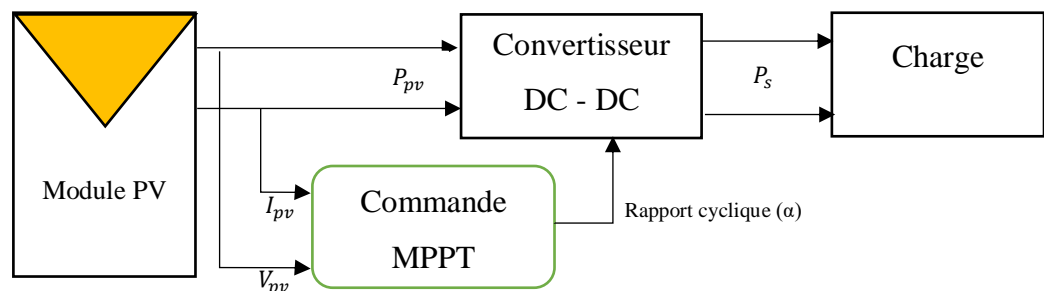 Module PV
P_pv
Convertisseur
DC - DC
P_s
Charge
I_pv
V_pv
Commande
MPPT
Rapport cyclique (α)